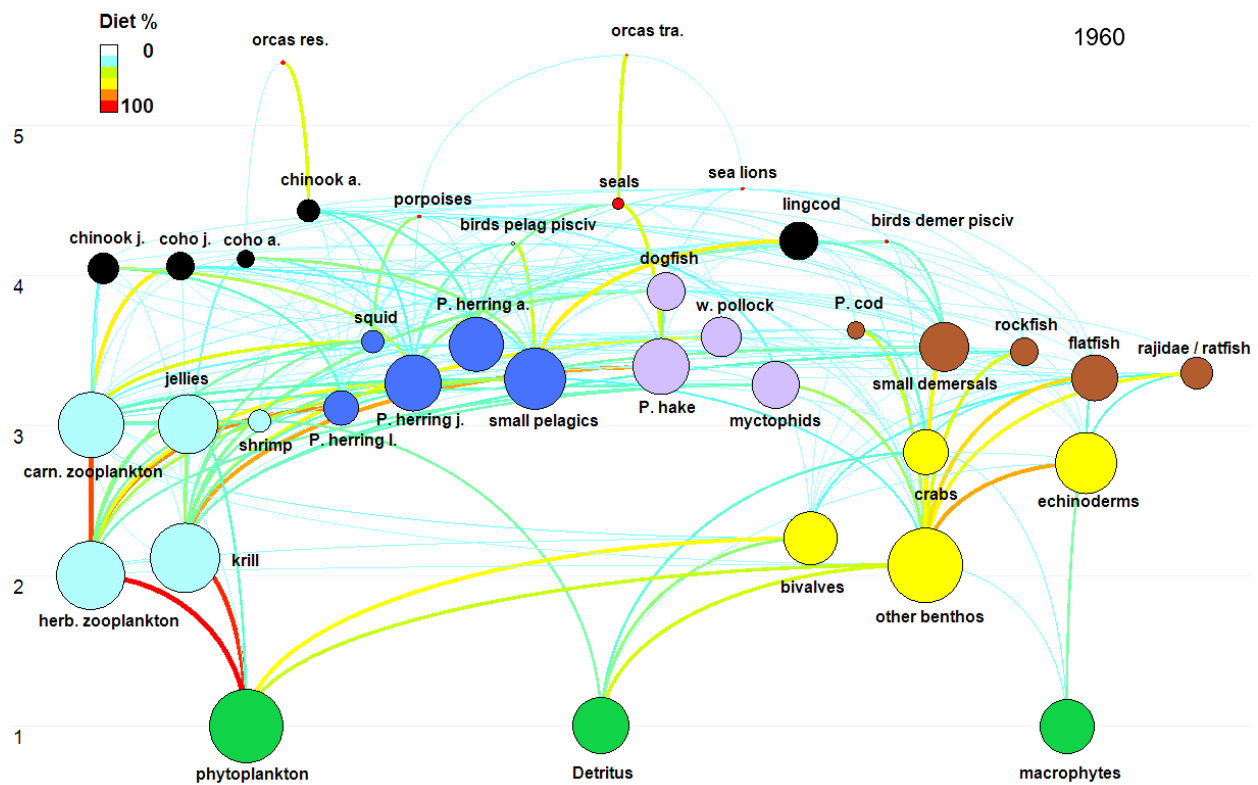 Diet %
0
100
orcas res.
orcas tra.
1960
5
chinook a.
porpoises
seals
sea lions
lingcod
birds pelag pisciv
birds demer pisciv
chinook j.
coho j.
coho a.
dogfish
4
squid
P. herring a.
w. pollock
P. cod
rockfish
flatfish
rajidae / ratfish
jellies
small demersals
P. hake
myctophids
small pelagics
P. herring j.
P. herring l.
shrimp
3
carn. zooplankton
crabs
echinoderms
krill
2
herb. zooplankton
bivalves
other benthos
1
phytoplankton
Detritus
macrophytes